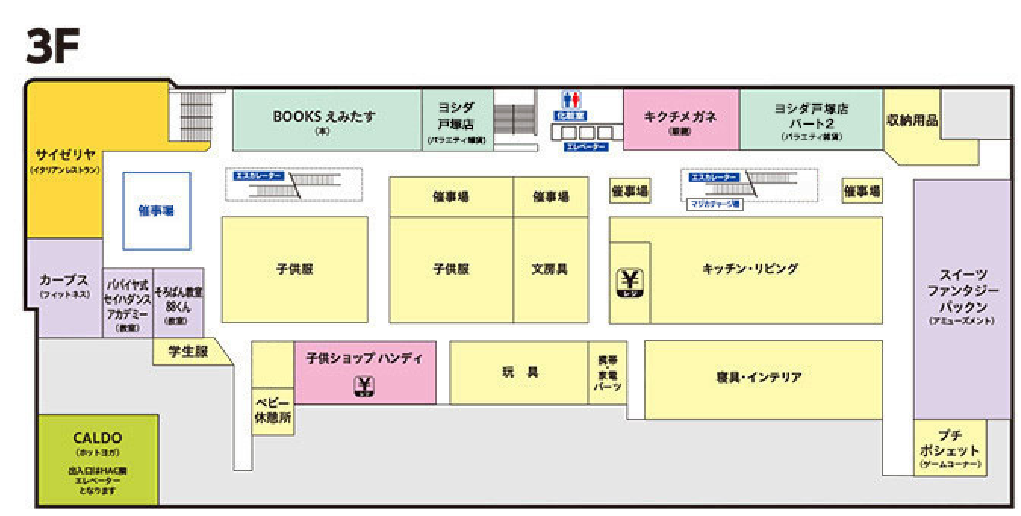 3F
サイゼリヤ
(イタリアンレストラン)
BOOKS えみたす
(本)
ヨシダ
戸塚店
(バラエティ雑貨)
化粧室
エレベーター
キクチメガネ
(眼鏡)
ヨシダ戸塚店
パート2
(バラエティ雑貨)
収納用品
エスカレーター
エスカレーター
マジカチャージ機
催事場
催事場
催事場
催事場
催事場
カーブス
(フィットネス)
パパイヤ式
セイハダンス
アカデミー
(教室)
そろばん教室
88くん
(教室)
子供服
子供服
文房具
¥
レジ
キッチン・リビング
スイーツ
ファンタジー
パックン
(アミューズメント)
学生服
子供ショップ ハンディ
¥
レジ
玩 具
携帯
・
家電
パーツ
寝具・インテリア
ベビー
休憩所
プチ
ポシェット
(ゲームコーナー)
CALDO
(ホットヨガ)
出入口はHAC側
エレベーター
となります